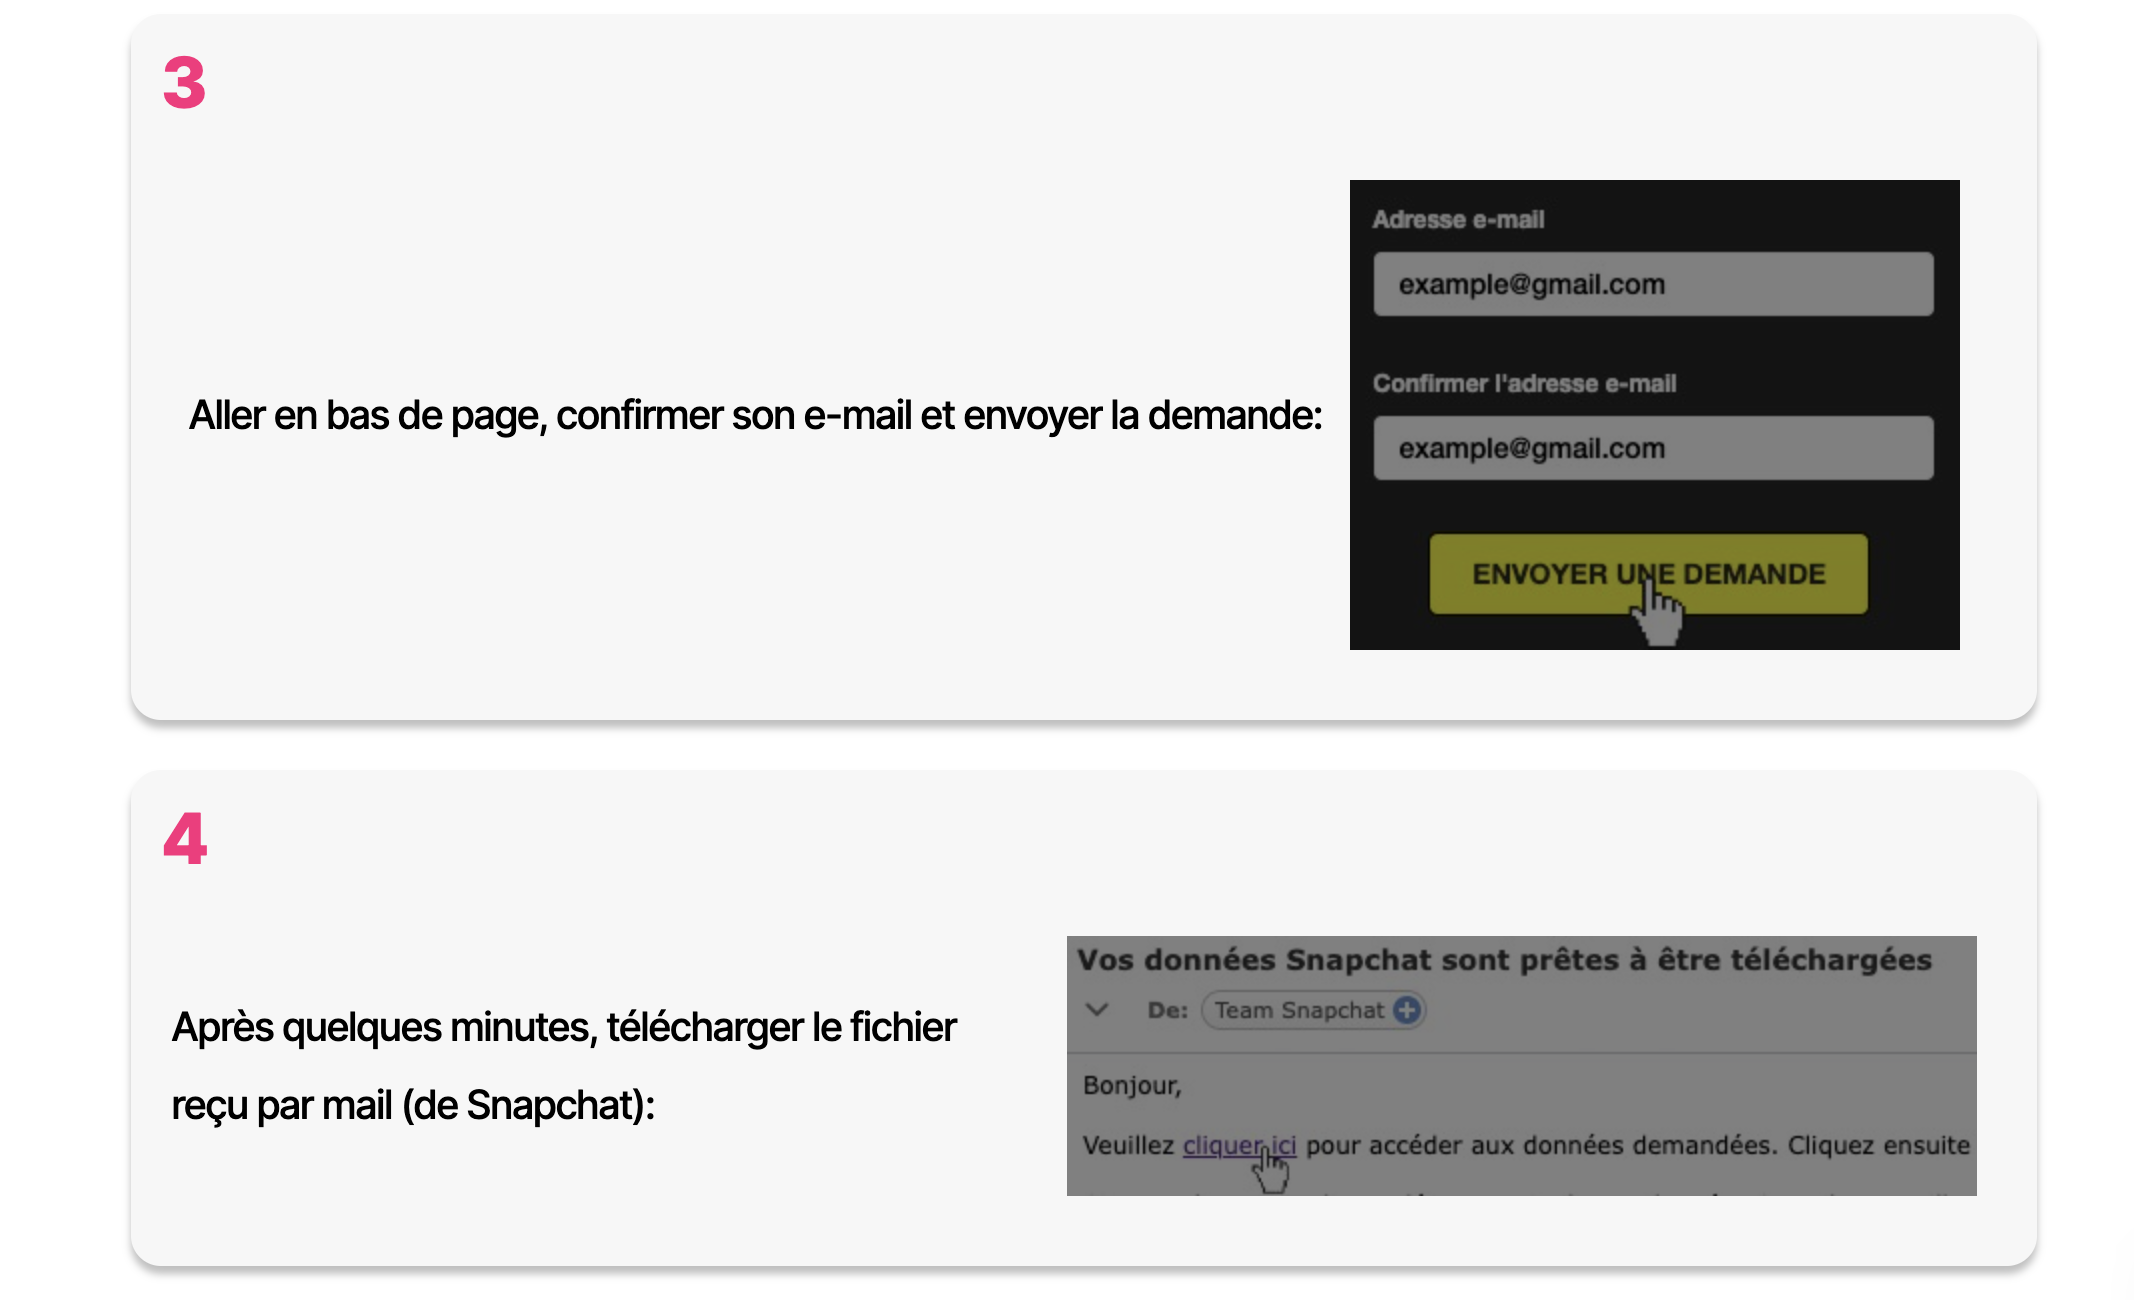 3
Aller en bas de page, confirmer son e-mail et envoyer la demande:
Adresse e-mail
example@gmail.com
Confirmer l'adresse e-mail
example@gmail.com
ENVOYER UNE DEMANDE
4
Après quelques minutes, télécharger le fichier
reçu par mail (de Snapchat):
Vos données Snapchat sont prêtes à être téléchargées
De: Team Snapchat
Bonjour,
Veuillez cliquer ici pour accéder aux données demandées. Cliquez ensuite